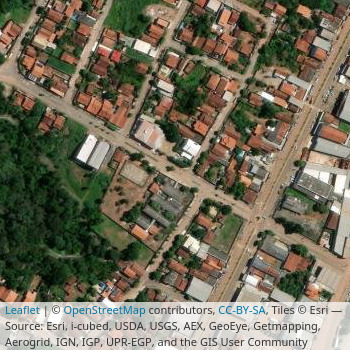 Leaflet | © OpenStreetMap contributors, CC-BY-SA, Tiles © Esri —
Source: Esri, i-cubed, USDA, USGS, AEX, GeoEye, Getmapping,
Aerogrid, IGN, IGP, UPR-EGP, and the GIS User Community